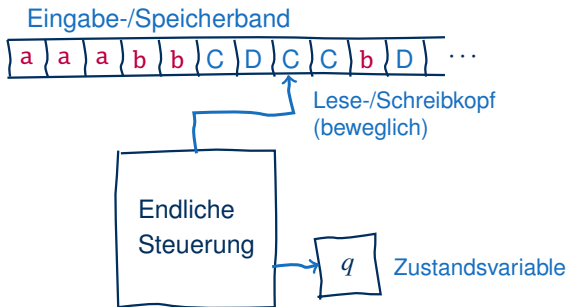 Eingabe-/Speicherband
a a a b b C D C C b D ...
Lese-/Schreibkopf
(beweglich)
Endliche
Steuerung
q
Zustandsvariable